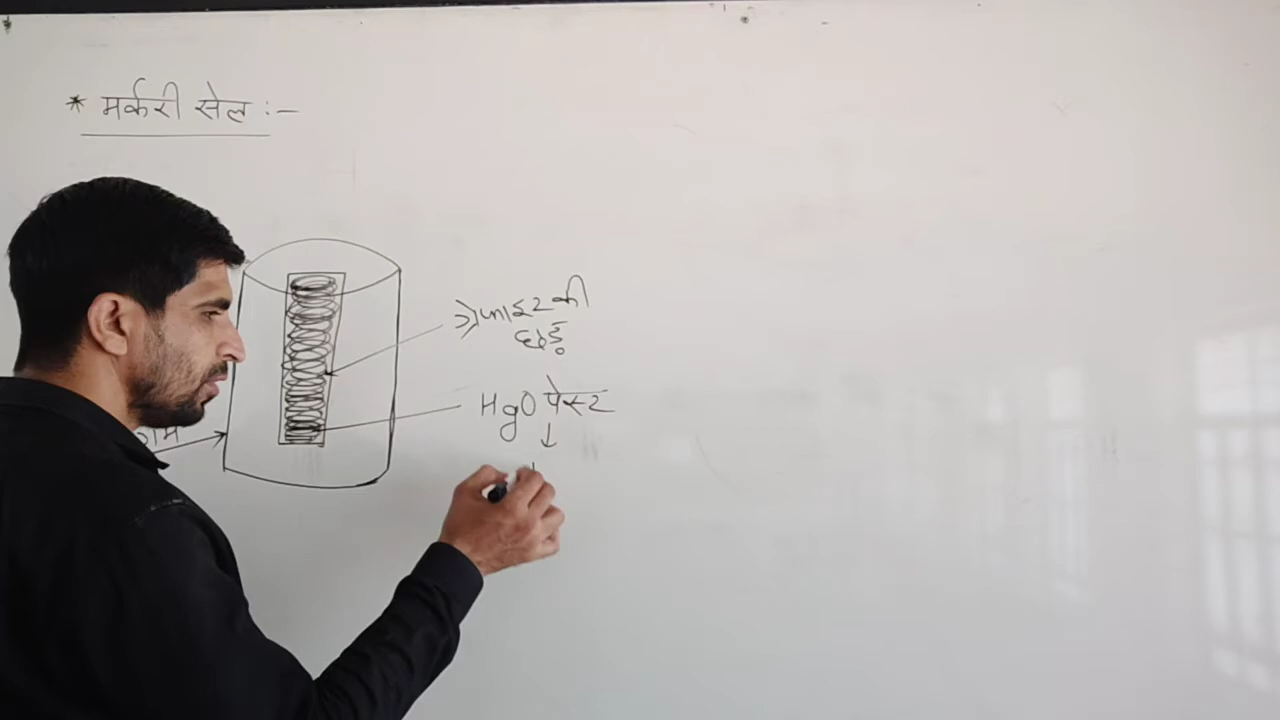 * मर्करी सेल :-
ग्रेफाइट की
छड़
HgO पेस्ट